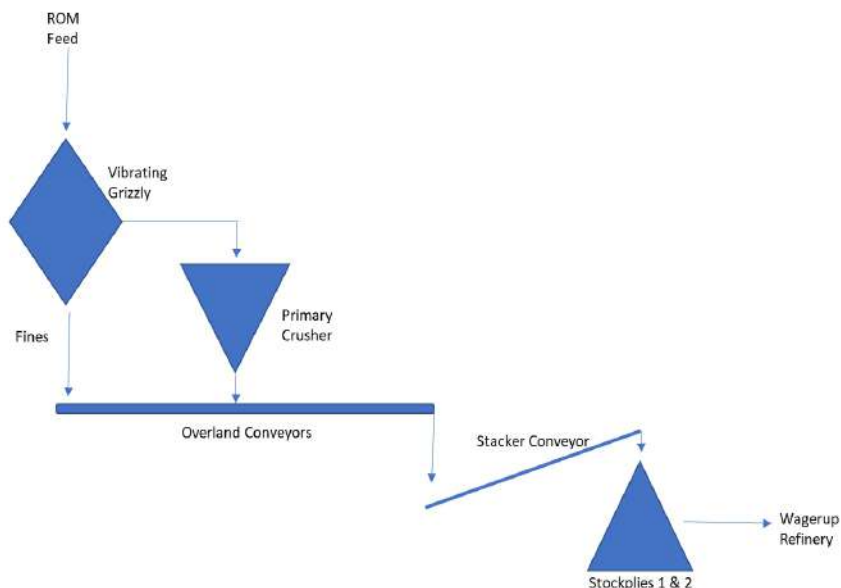 ROM
Feed
Vibrating
Grizzly
Fines
Primary
Crusher
Overland Conveyors
Stacker Conveyor
Wagerup
Refinery
Stockplies 1 & 2